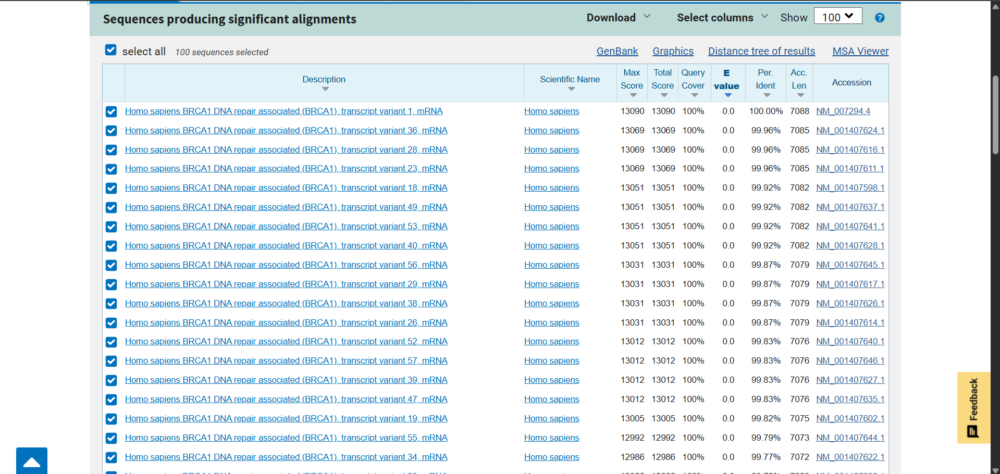 Sequences producing significant alignments Download Select columns Show 100 ?
select all 100 sequences selected GenBank Graphics Distance tree of results MSA Viewer
Description Scientific Name Max Score Total Score Query Cover E value Per. Ident Acc. Len Accession
Homo sapiens BRCA1 DNA repair associated (BRCA1), transcript variant 1, mRNA Homo sapiens 13090 13090 100% 0.0 100.00% 7088 NM_007294.4
Homo sapiens BRCA1 DNA repair associated (BRCA1), transcript variant 36, mRNA Homo sapiens 13069 13069 100% 0.0 99.96% 7085 NM_001407624.1
Homo sapiens BRCA1 DNA repair associated (BRCA1), transcript variant 28, mRNA Homo sapiens 13069 13069 100% 0.0 99.96% 7085 NM_001407616.1
Homo sapiens BRCA1 DNA repair associated (BRCA1), transcript variant 23, mRNA Homo sapiens 13069 13069 100% 0.0 99.96% 7085 NM_001407611.1
Homo sapiens BRCA1 DNA repair associated (BRCA1), transcript variant 18, mRNA Homo sapiens 13051 13051 100% 0.0 99.92% 7082 NM_001407598.1
Homo sapiens BRCA1 DNA repair associated (BRCA1), transcript variant 49, mRNA Homo sapiens 13051 13051 100% 0.0 99.92% 7082 NM_001407637.1
Homo sapiens BRCA1 DNA repair associated (BRCA1), transcript variant 53, mRNA Homo sapiens 13051 13051 100% 0.0 99.92% 7082 NM_001407641.1
Homo sapiens BRCA1 DNA repair associated (BRCA1), transcript variant 40, mRNA Homo sapiens 13051 13051 100% 0.0 99.92% 7082 NM_001407628.1
Homo sapiens BRCA1 DNA repair associated (BRCA1), transcript variant 56, mRNA Homo sapiens 13031 13031 100% 0.0 99.87% 7079 NM_001407645.1
Homo sapiens BRCA1 DNA repair associated (BRCA1), transcript variant 29, mRNA Homo sapiens 13031 13031 100% 0.0 99.87% 7079 NM_001407617.1
Homo sapiens BRCA1 DNA repair associated (BRCA1), transcript variant 38, mRNA Homo sapiens 13031 13031 100% 0.0 99.87% 7079 NM_001407626.1
Homo sapiens BRCA1 DNA repair associated (BRCA1), transcript variant 26, mRNA Homo sapiens 13031 13031 100% 0.0 99.87% 7079 NM_001407614.1
Homo sapiens BRCA1 DNA repair associated (BRCA1), transcript variant 52, mRNA Homo sapiens 13012 13012 100% 0.0 99.83% 7076 NM_001407640.1
Homo sapiens BRCA1 DNA repair associated (BRCA1), transcript variant 57, mRNA Homo sapiens 13012 13012 100% 0.0 99.83% 7076 NM_001407646.1
Homo sapiens BRCA1 DNA repair associated (BRCA1), transcript variant 39, mRNA Homo sapiens 13012 13012 100% 0.0 99.83% 7076 NM_001407627.1
Homo sapiens BRCA1 DNA repair associated (BRCA1), transcript variant 47, mRNA Homo sapiens 13012 13012 100% 0.0 99.83% 7076 NM_001407635.1
Homo sapiens BRCA1 DNA repair associated (BRCA1), transcript variant 19, mRNA Homo sapiens 13005 13005 100% 0.0 99.82% 7075 NM_001407602.1
Homo sapiens BRCA1 DNA repair associated (BRCA1), transcript variant 55, mRNA Homo sapiens 12992 12992 100% 0.0 99.79% 7073 NM_001407644.1
Homo sapiens BRCA1 DNA repair associated (BRCA1), transcript variant 34, mRNA Homo sapiens 12986 12986 100% 0.0 99.77% 7072 NM_001407622.1
Feedback